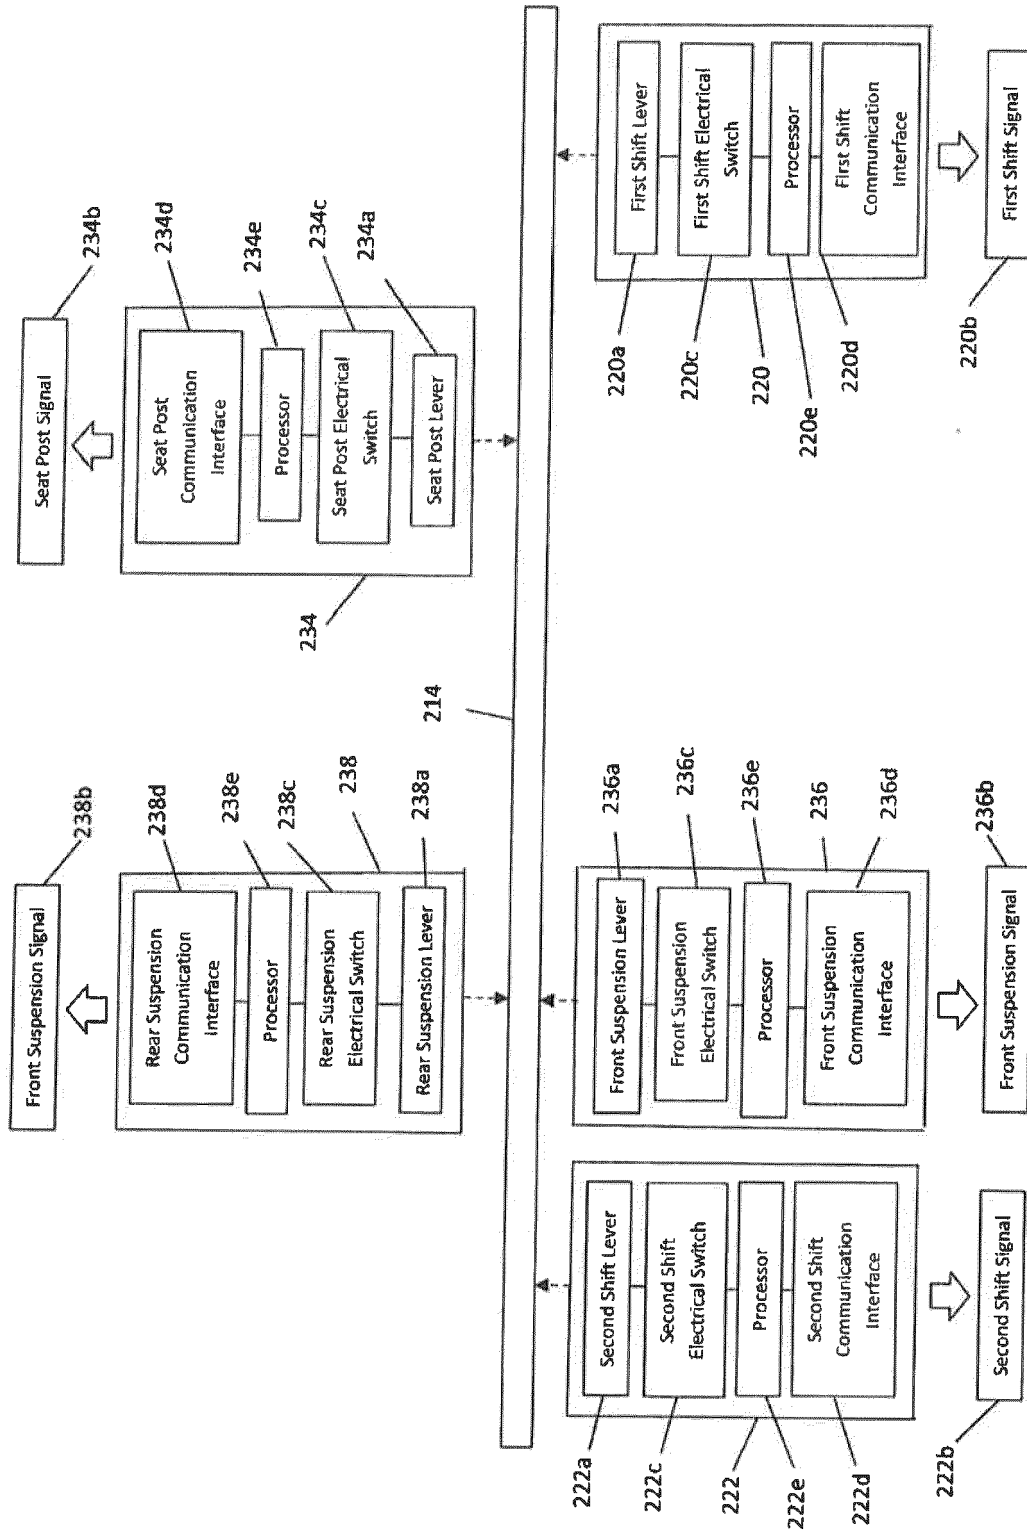 Front Suspension Signal
238b
Rear Suspension
Communication
Interface
238d
Processor
238e
Rear Suspension
Electrical Switch
238c
238
Rear Suspension Lever
238a
Seat Post Signal
234b
Seat Post
Communication
Interface
234d
Processor
234e
Seat Post Electrical
Switch
234c
Seat Post Lever
234a
234
214
222a
Second Shift Lever
222c
Second Shift
Electrical Switch
222
222e
Processor
222d
Second Shift
Communication
Interface
222b
Second Shift Signal
Front Suspension Lever
236a
Front Suspension
Electrical Switch
236c
Processor
236e
236
Front Suspension
Communication
Interface
236d
Front Suspension Signal
236b
220a
First Shift Lever
220c
First Shift Electrical
Switch
220
220e
Processor
220d
First Shift
Communication
Interface
220b
First Shift Signal